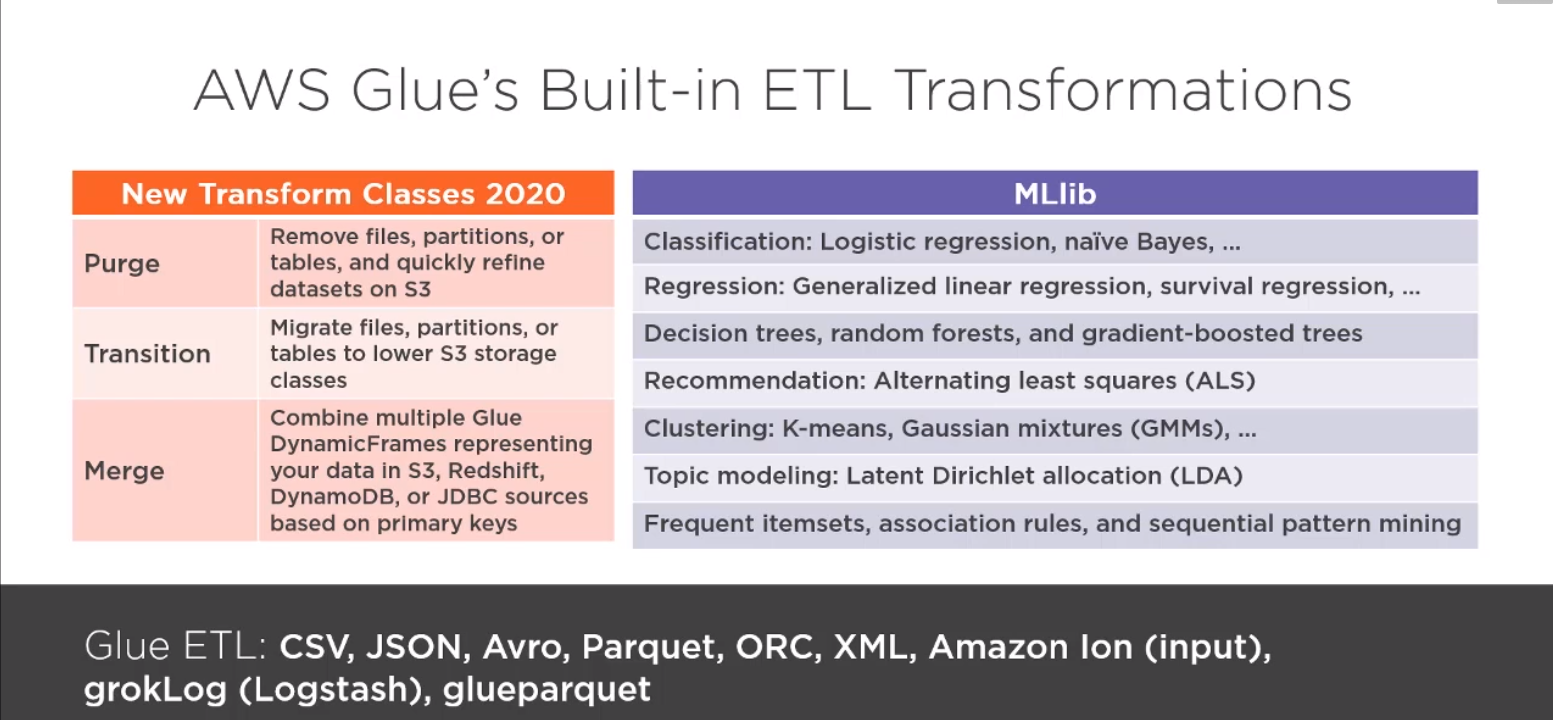 AWS Glue’s Built-in ETL Transformations
New Transform Classes 2020
Purge
Remove files, partitions, or
tables, and quickly refine
datasets on S3
Transition
Migrate files, partitions, or
tables to lower S3 storage
classes
Merge
Combine multiple Glue
DynamicFrames representing
your data in S3, Redshift,
DynamoDB, or JDBC sources
based on primary keys
MLlib
Classification: Logistic regression, naïve Bayes, ...
Regression: Generalized linear regression, survival regression, ...
Decision trees, random forests, and gradient-boosted trees
Recommendation: Alternating least squares (ALS)
Clustering: K-means, Gaussian mixtures (GMMs), ...
Topic modeling: Latent Dirichlet allocation (LDA)
Frequent itemsets, association rules, and sequential pattern mining
Glue ETL: CSV, JSON, Avro, Parquet, ORC, XML, Amazon Ion (input),
grokLog (Logstash), glueparquet